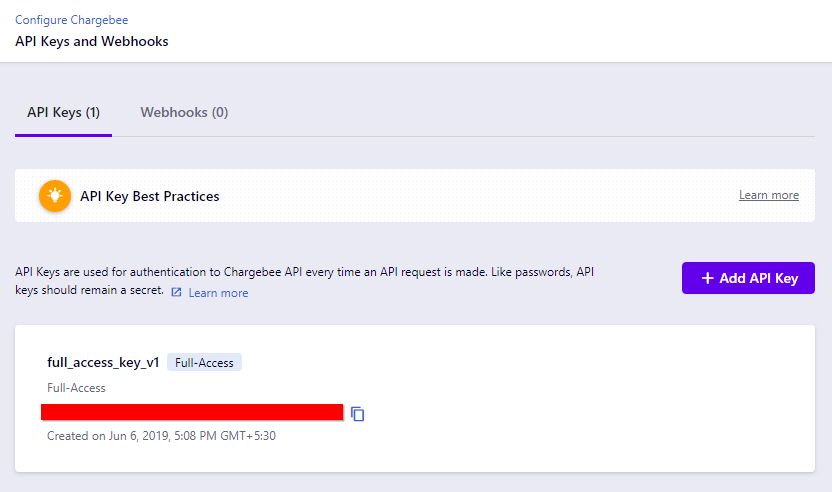 Configure Chargebee
API Keys and Webhooks
API Keys (1)
Webhooks (0)
API Key Best Practices
Learn more
API Keys are used for authentication to Chargebee API every time an API request is made. Like passwords, API
keys should remain a secret. Learn more
+ Add API Key
full_access_key_v1 Full-Access
Full-Access
Created on Jun 6, 2019, 5:08 PM GMT+5:30